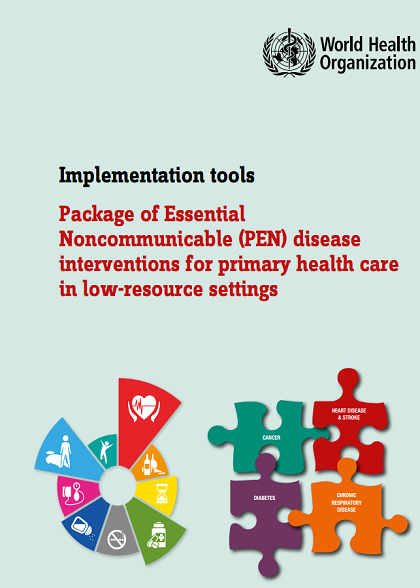 World Health
Organization
Implementation tools
Package of Essential
Noncommunicable (PEN) disease
interventions for primary health care
in low-resource settings
HEART DISEASE
& STROKE
CANCER
DIABETES
CHRONIC
RESPIRATORY
DISEASE